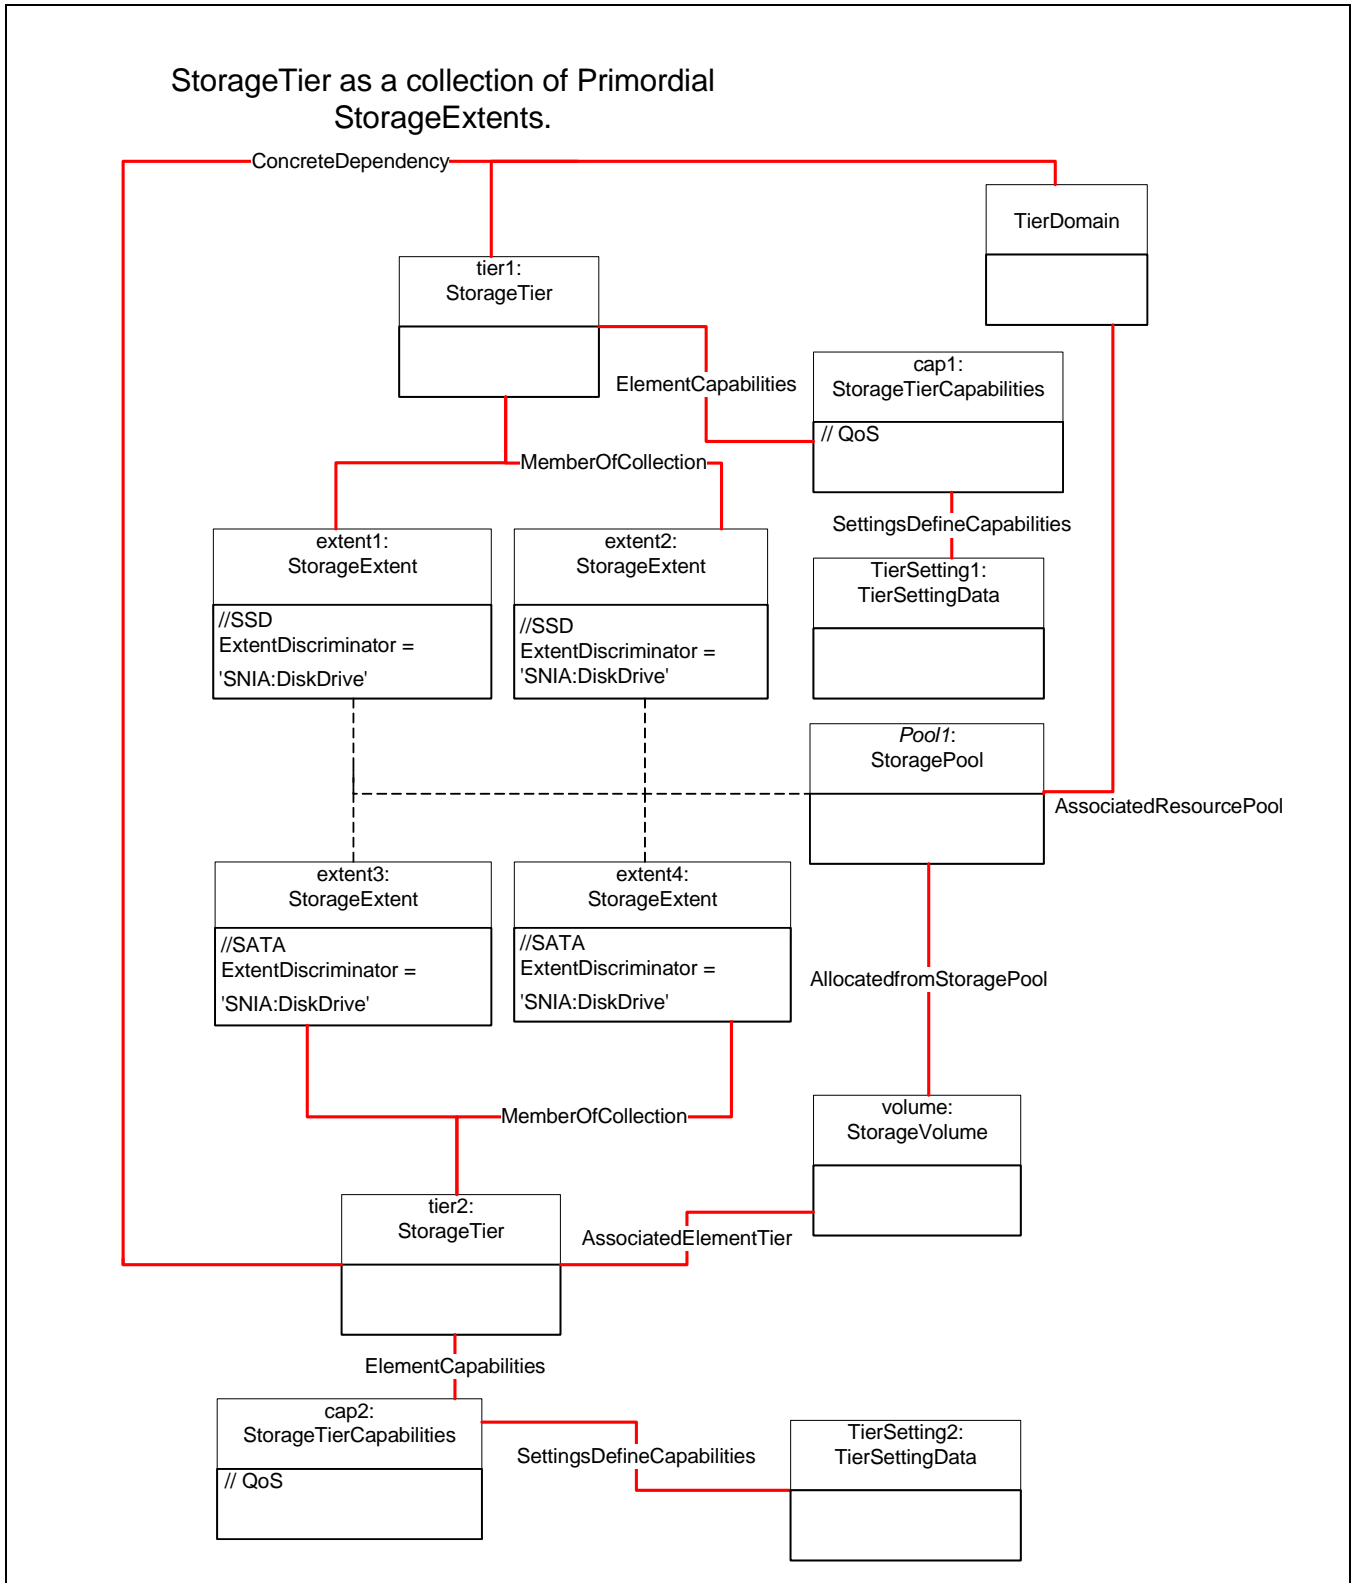 StorageTier as a collection of Primordial
StorageExtents.
ConcreteDependency
TierDomain
tier1:
StorageTier
ElementCapabilities
cap1:
StorageTierCapabilities
// QoS
MemberOfCollection
SettingsDefineCapabilities
extent1:
StorageExtent
//SSD
ExtentDiscriminator =
'SNIA:DiskDrive'
extent2:
StorageExtent
//SSD
ExtentDiscriminator =
'SNIA:DiskDrive'
TierSetting1:
TierSettingData
Pool1:
StoragePool
AssociatedResourcePool
extent3:
StorageExtent
//SATA
ExtentDiscriminator =
'SNIA:DiskDrive'
extent4:
StorageExtent
//SATA
ExtentDiscriminator =
'SNIA:DiskDrive'
AllocatedfromStoragePool
MemberOfCollection
volume:
StorageVolume
tier2:
StorageTier
AssociatedElementTier
ElementCapabilities
cap2:
StorageTierCapabilities
// QoS
SettingsDefineCapabilities
TierSetting2:
TierSettingData